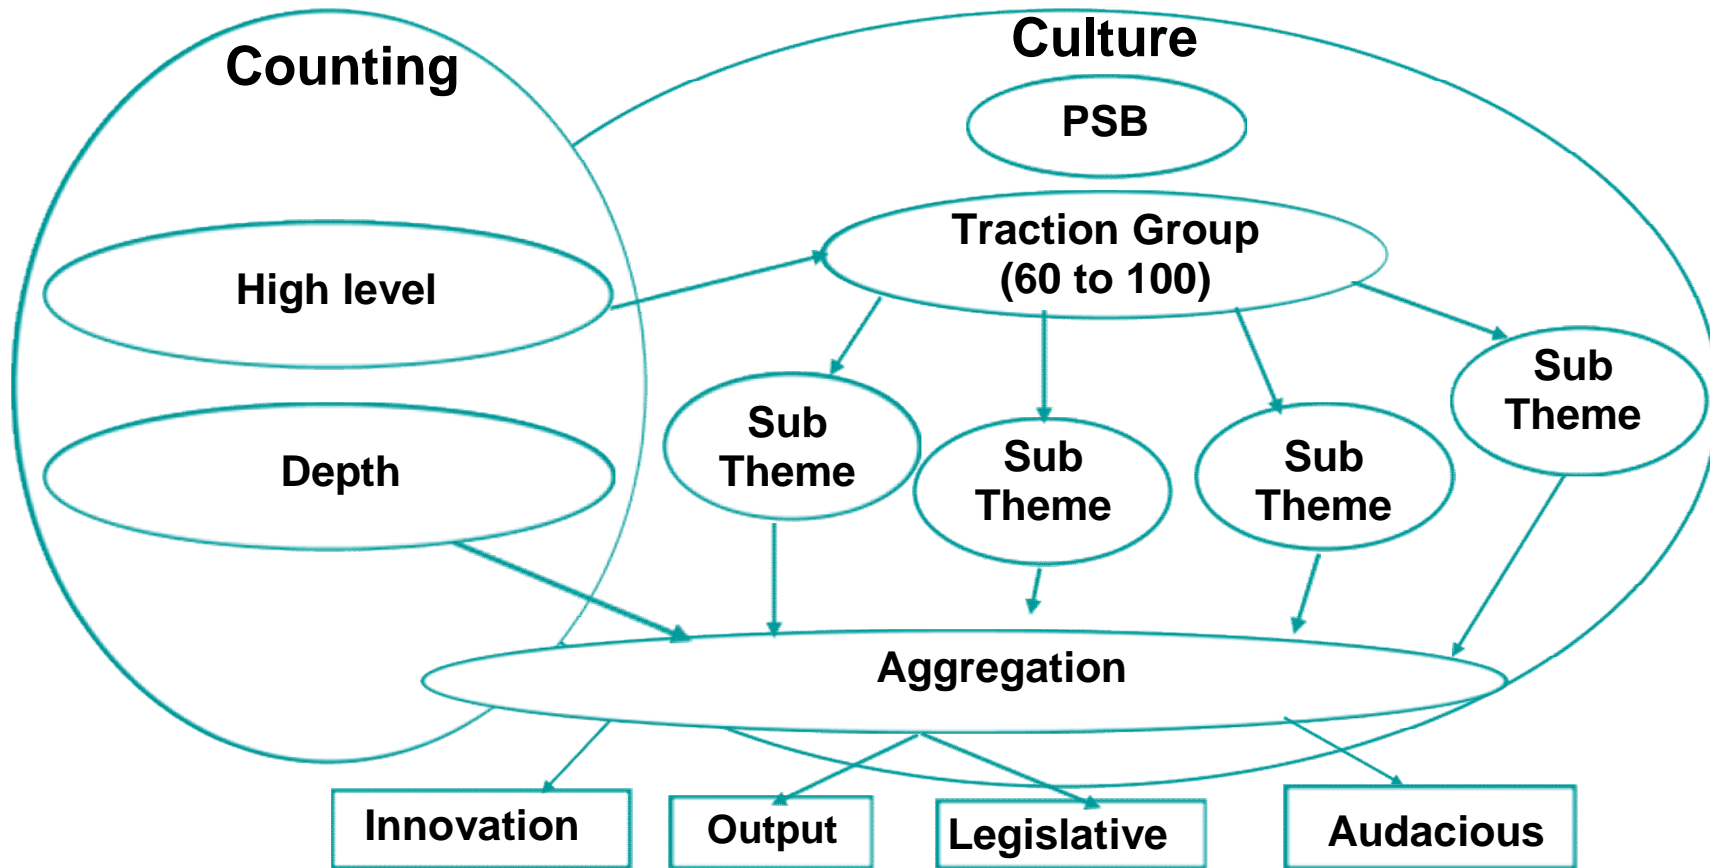 Counting
Culture
PSB
Traction Group
(60 to 100)
High level
Sub
Theme
Sub
Theme
Sub
Theme
Sub
Theme
Depth
Aggregation
Innovation
Output
Legislative
Audacious